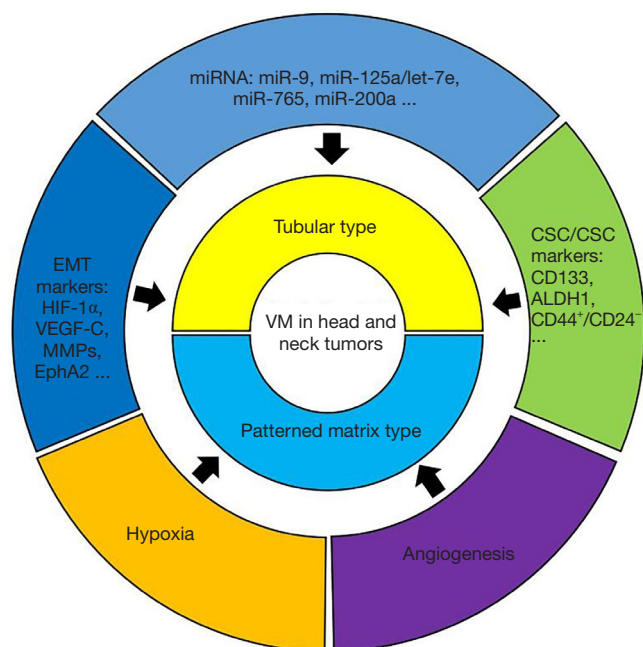 miRNA: miR-9, miR-125a/let-7e,
miR-765, miR-200a ...
Tubular type
EMT
markers:
HIF-1α,
VEGF-C,
MMPs,
EphA2 ...
CSC/CSC
markers:
CD133,
ALDH1,
CD44⁺/CD24⁻
...
VM in head and
neck tumors
Patterned matrix type
Hypoxia
Angiogenesis